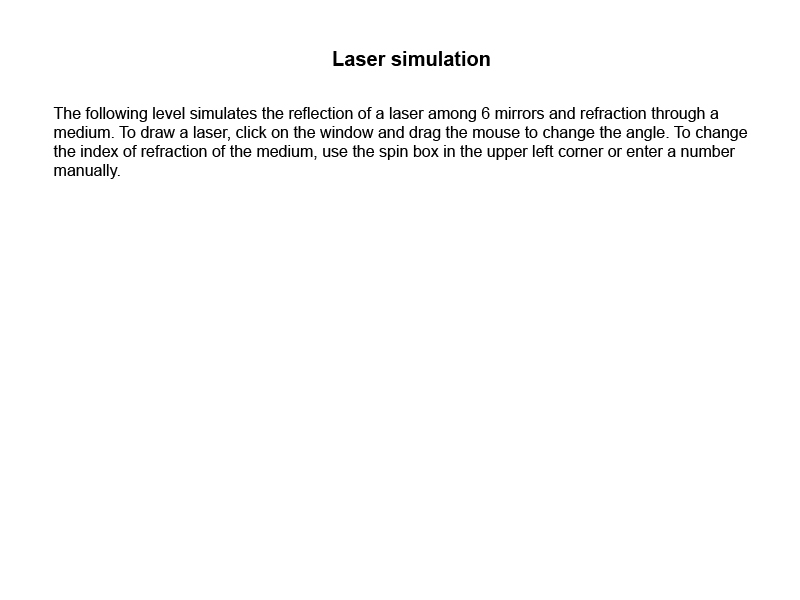 Laser simulation
The following level simulates the reflection of a laser among 6 mirrors and refraction through a
medium. To draw a laser, click on the window and drag the mouse to change the angle. To change
the index of refraction of the medium, use the spin box in the upper left corner or enter a number
manually.